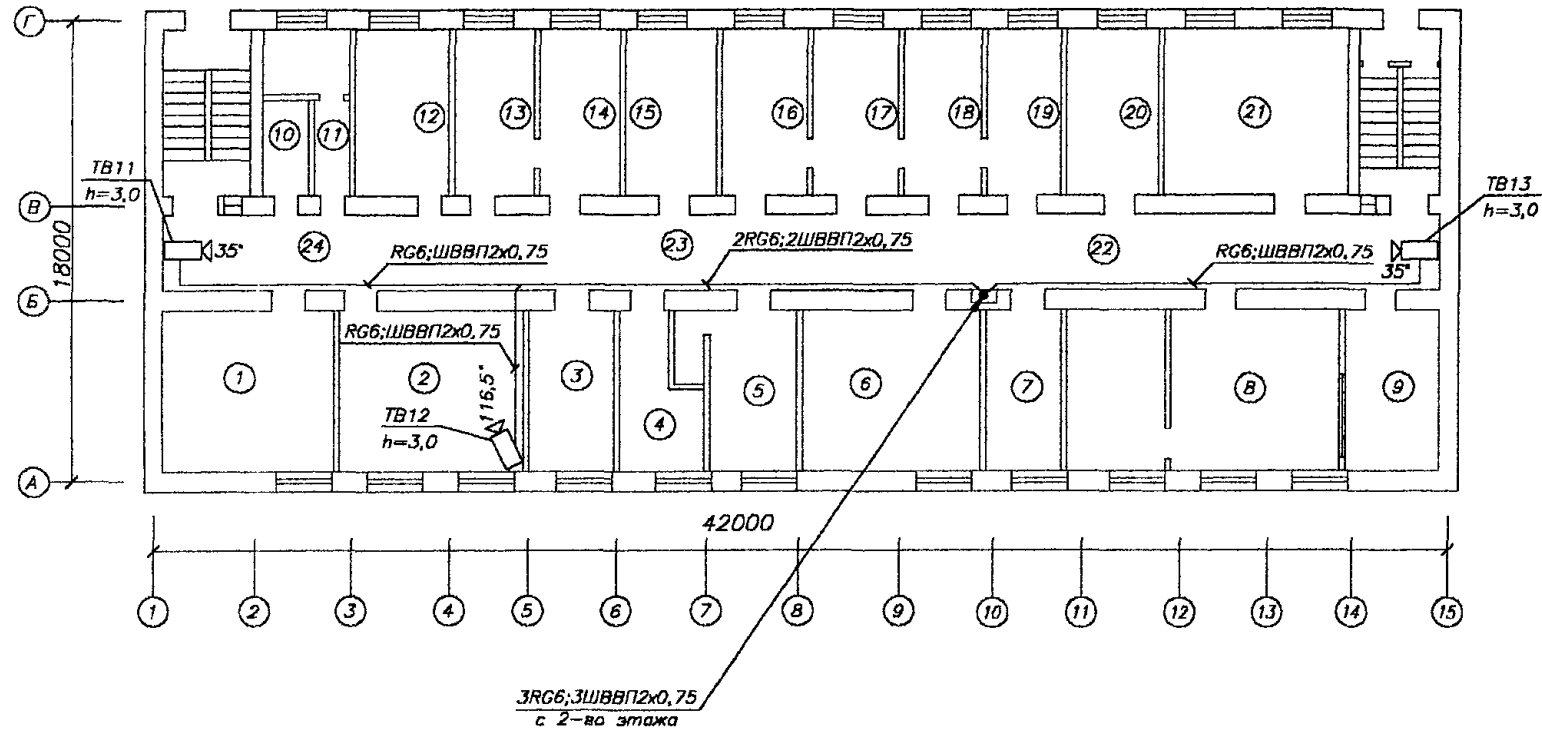 Г
12
13
14
15
16
17
18
19
20
21
10
11
ТВ11
h=3,0
ТВ13
h=3,0
В
18000
35°
24
RG6;ШВВП2х0,75
23
2RG6;2ШВВП2х0,75
22
RG6;ШВВП2х0,75
35°
Б
RG6;ШВВП2х0,75
1
2
3
4
5
6
7
8
9
116,5°
ТВ12
h=3,0
А
42000
1
2
3
4
5
6
7
8
9
10
11
12
13
14
15
3RG6;3ШВВП2х0,75
с 2-во этажа